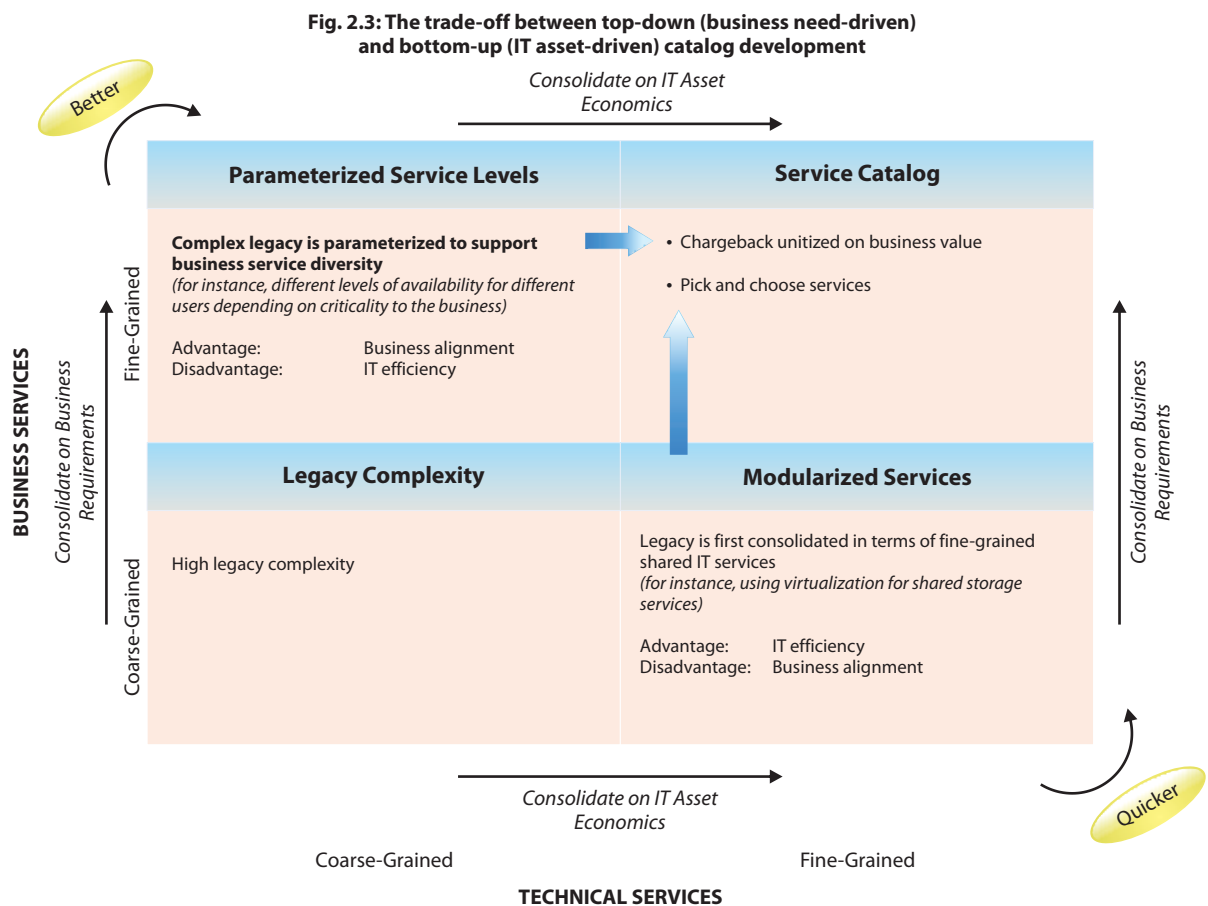 Fig. 2.3: The trade-off between top-down (business need-driven)
and bottom-up (IT asset-driven) catalog development
Better
Consolidate on IT Asset
Economics
Parameterized Service Levels
Service Catalog
Complex legacy is parameterized to support
business service diversity
(for instance, different levels of availability for different
users depending on criticality to the business)
Advantage: Business alignment
Disadvantage: IT efficiency
• Chargeback unitized on business value
• Pick and choose services
BUSINESS SERVICES
Consolidate on Business
Requirements
Fine-Grained
Coarse-Grained
Consolidate on Business
Requirements
Legacy Complexity
Modularized Services
High legacy complexity
Legacy is first consolidated in terms of fine-grained
shared IT services
(for instance, using virtualization for shared storage
services)
Advantage: IT efficiency
Disadvantage: Business alignment
Quicker
Consolidate on IT Asset
Economics
Coarse-Grained
Fine-Grained
TECHNICAL SERVICES